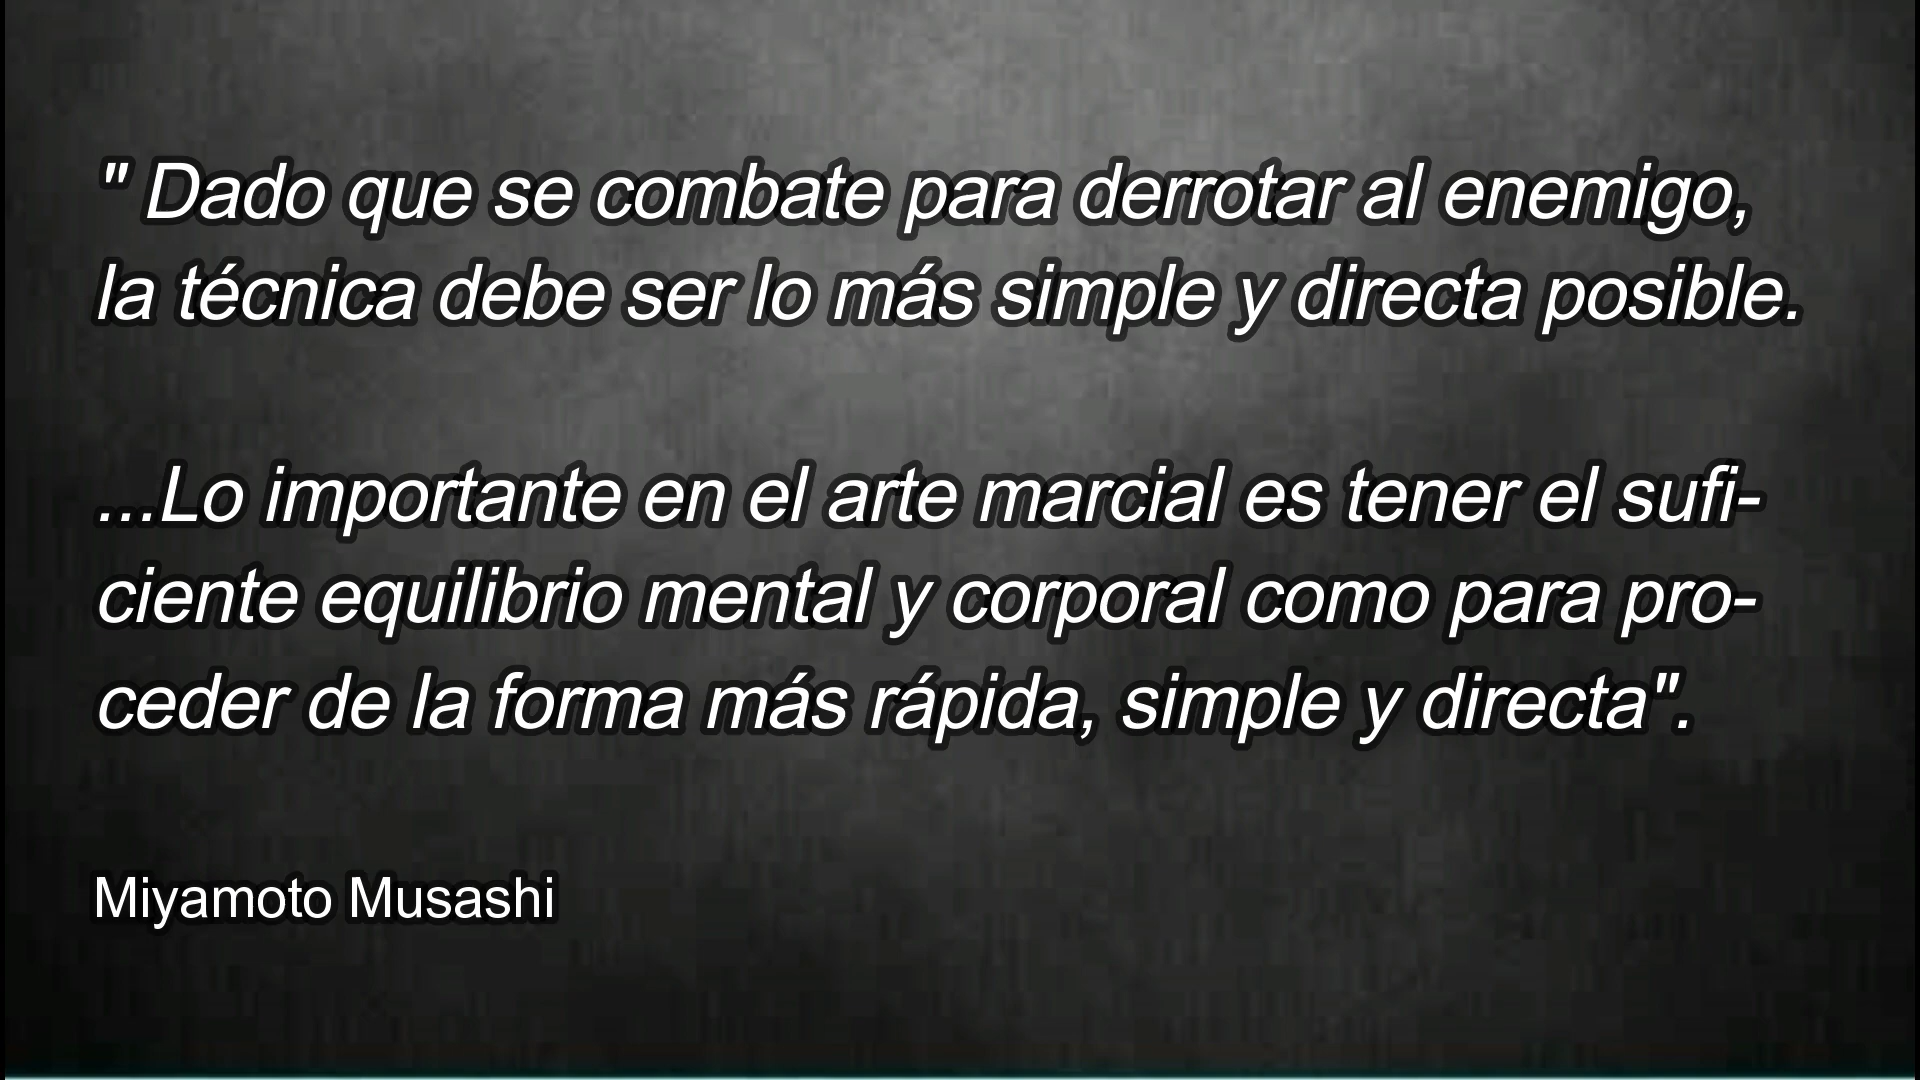 " Dado que se combate para derrotar al enemigo,
la técnica debe ser lo más simple y directa posible.
...Lo importante en el arte marcial es tener el sufi-
ciente equilibrio mental y corporal como para pro-
ceder de la forma más rápida, simple y directa".
Miyamoto Musashi